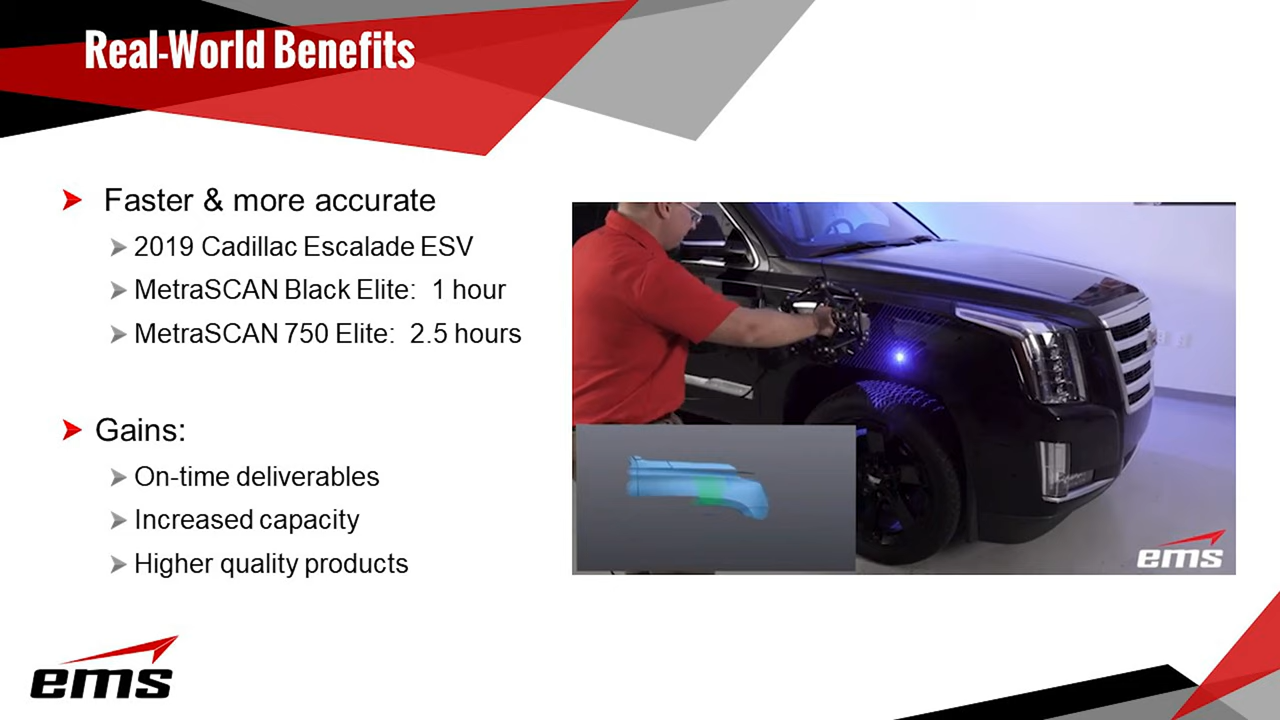 Real-World Benefits
Faster & more accurate
2019 Cadillac Escalade ESV
MetraSCAN Black Elite: 1 hour
MetraSCAN 750 Elite: 2.5 hours
Gains:
On-time deliverables
Increased capacity
Higher quality products
ems
ems